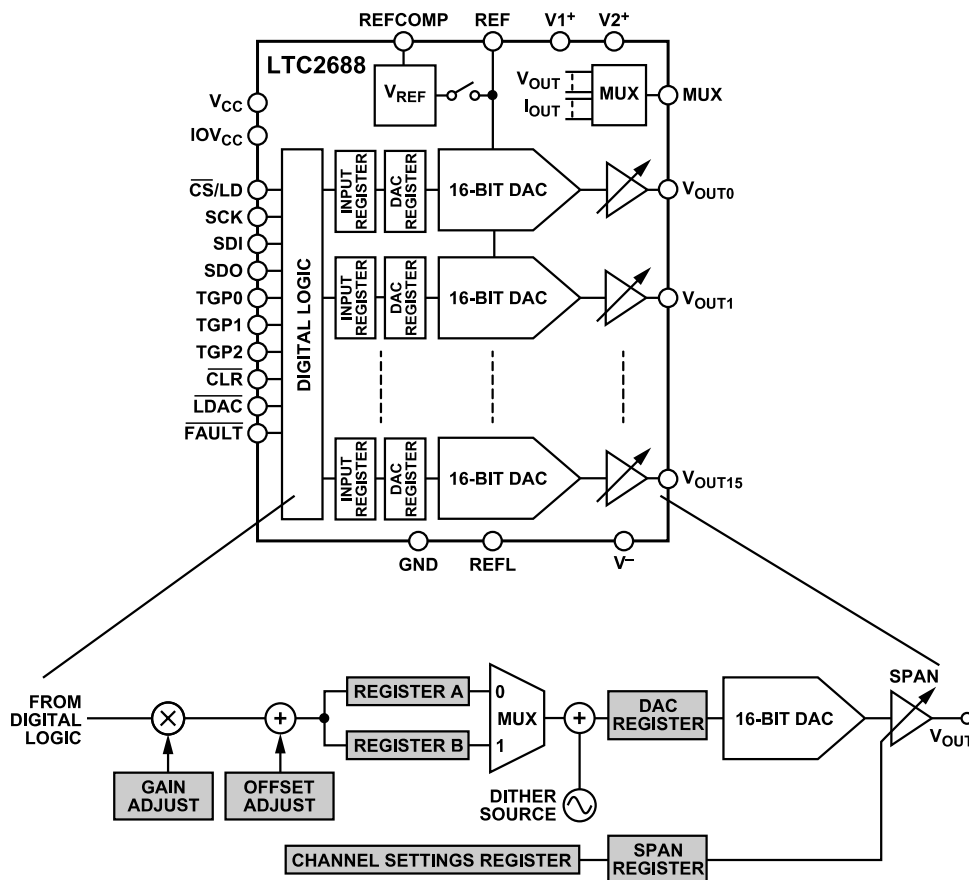 REFCOMP REF V1+ V2+
LTC2688
VREF
VOUT
IOUT
MUX
MUX
VCC
IOVCC
CS/LD
SCK
SDI
SDO
TGP0
TGP1
TGP2
CLR
LDAC
FAULT
DIGITAL LOGIC
INPUT
REGISTER
DAC
REGISTER
16-BIT DAC
VOUT0
INPUT
REGISTER
DAC
REGISTER
16-BIT DAC
VOUT1
INPUT
REGISTER
DAC
REGISTER
16-BIT DAC
VOUT15
GND REFL V–
FROM
DIGITAL
LOGIC
GAIN
ADJUST
OFFSET
ADJUST
REGISTER A
REGISTER B
0
MUX
1
DITHER
SOURCE
DAC
REGISTER
16-BIT DAC
SPAN
VOUT
CHANNEL SETTINGS REGISTER
SPAN
REGISTER